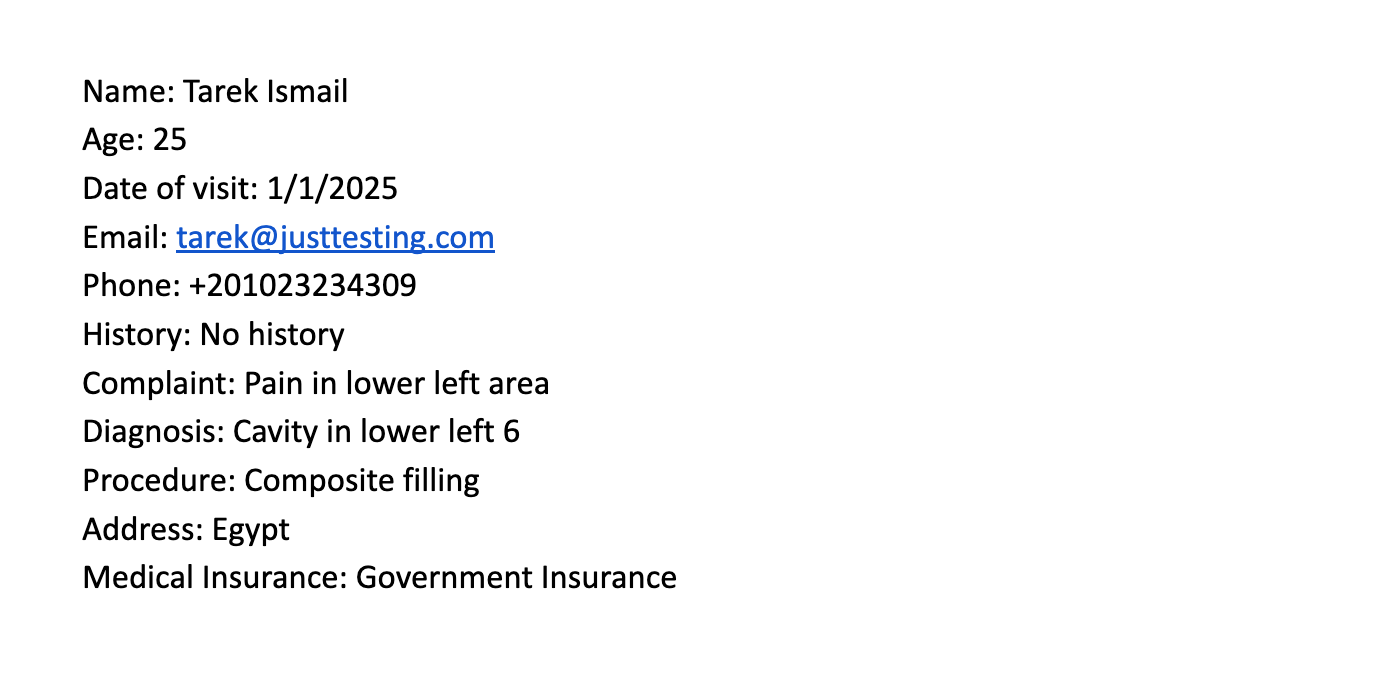 Name: Tarek Ismail
Age: 25
Date of visit: 1/1/2025
Email: tarek@justtesting.com
Phone: +201023234309
History: No history
Complaint: Pain in lower left area
Diagnosis: Cavity in lower left 6
Procedure: Composite filling
Address: Egypt
Medical Insurance: Government Insurance